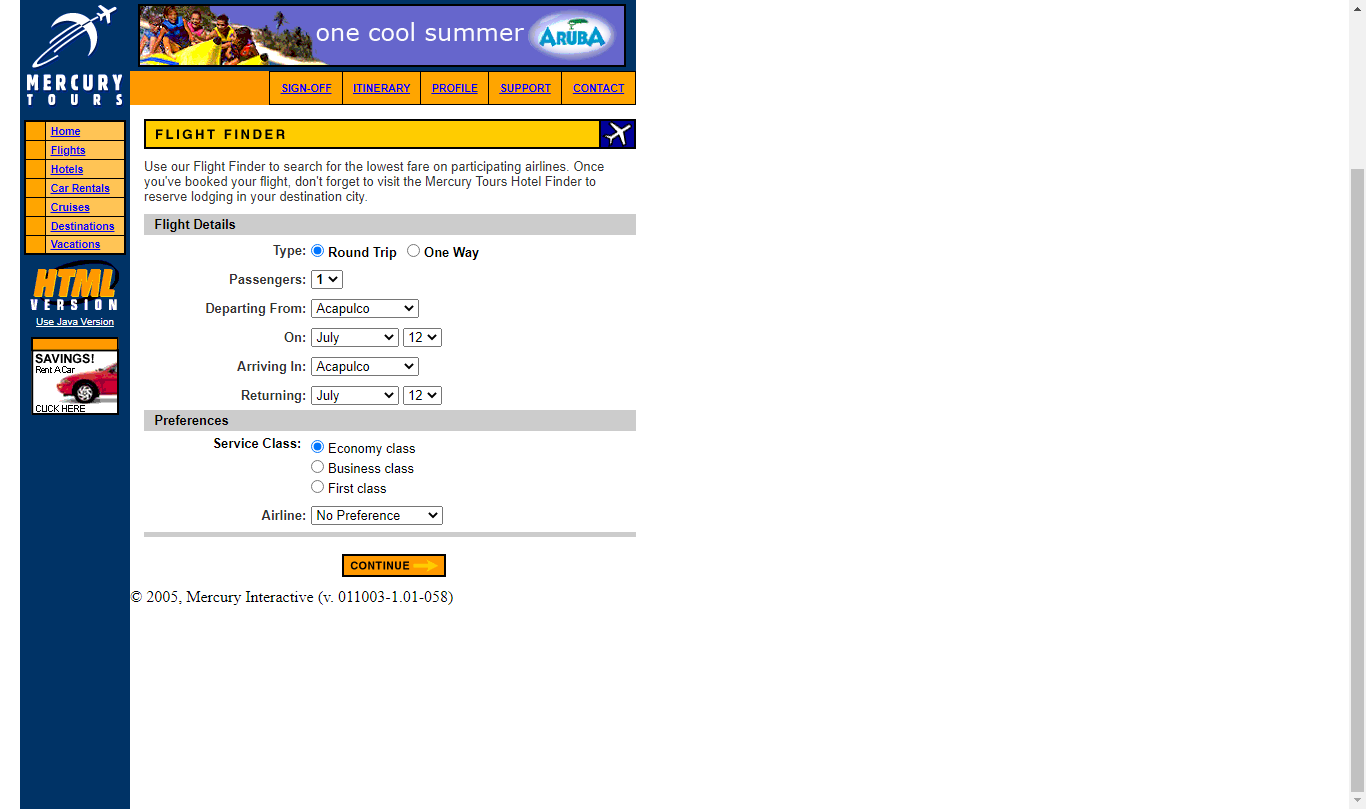 one cool summer ARUBA
MERCURY
TOURS
SIGN-OFF ITINERARY PROFILE SUPPORT CONTACT
Home
Flights
Hotels
Car Rentals
Cruises
Destinations
Vacations
HTML
VERSION
Use Java Version
SAVINGS!
Rent A Car
CLICK HERE
FLIGHT FINDER
Use our Flight Finder to search for the lowest fare on participating airlines. Once
you've booked your flight, don't forget to visit the Mercury Tours Hotel Finder to
reserve lodging in your destination city.
Flight Details
Type: Round Trip One Way
Passengers: 1
Departing From: Acapulco
On: July 12
Arriving In: Acapulco
Returning: July 12
Preferences
Service Class: Economy class
Business class
First class
Airline: No Preference
CONTINUE
© 2005, Mercury Interactive (v. 011003-1.01-058)